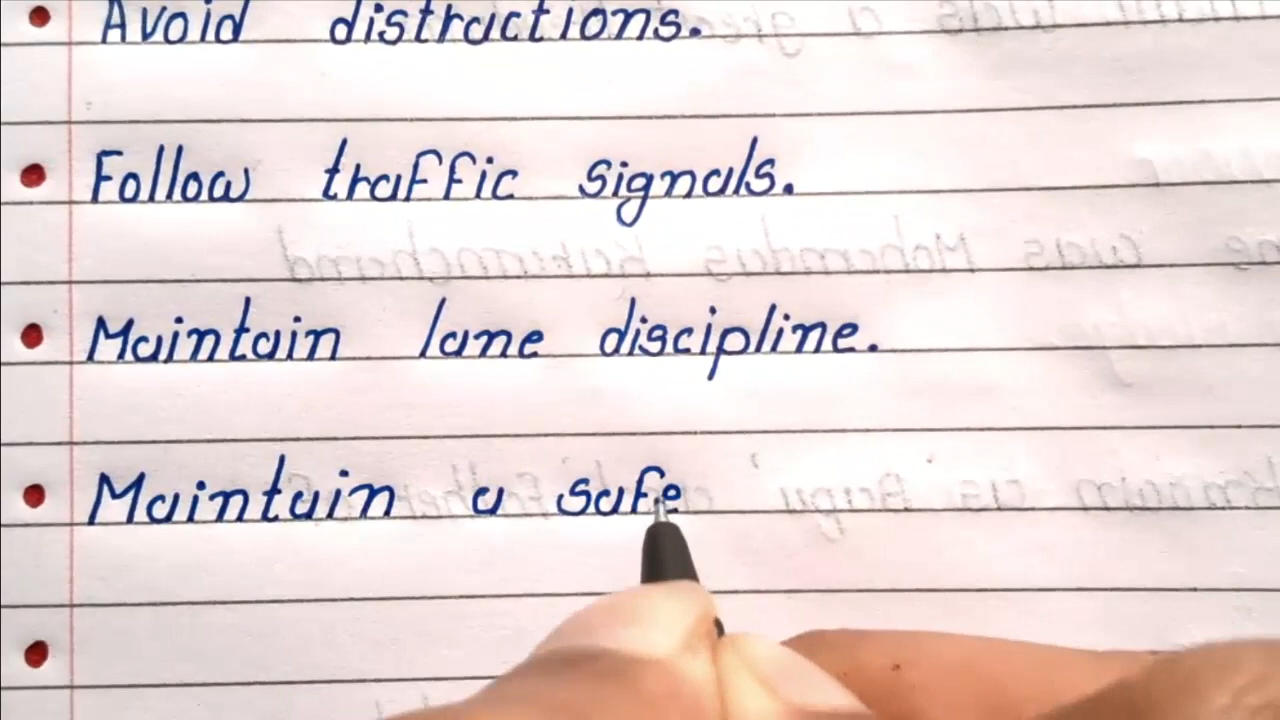 Avoid distractions.
Follow traffic signals.
Maintain lane discipline.
Maintain a safe